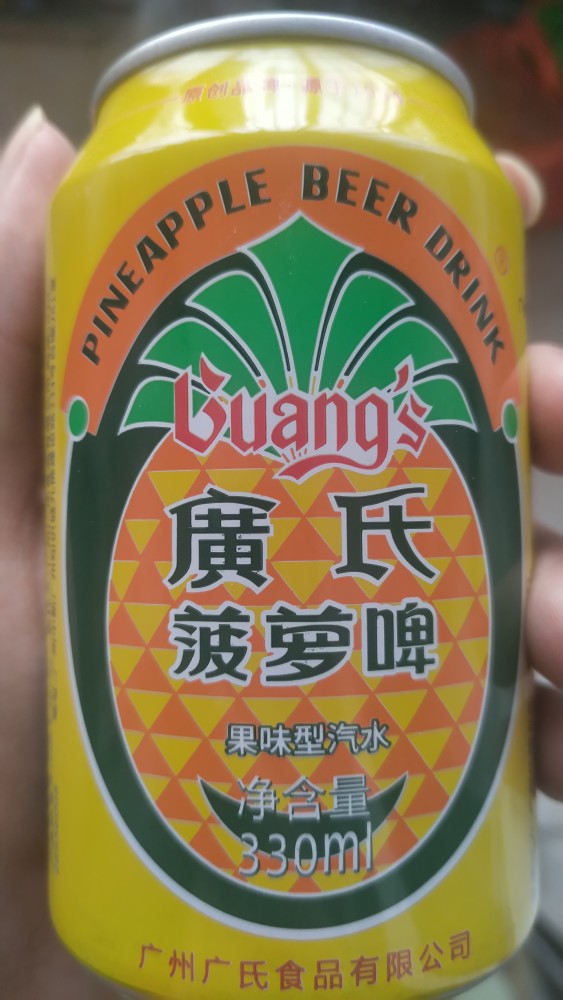 PINEAPPLE BEER DRINK
Guang's
廣氏
菠萝啤
果味型汽水
净含量
330ml
广州广氏食品有限公司